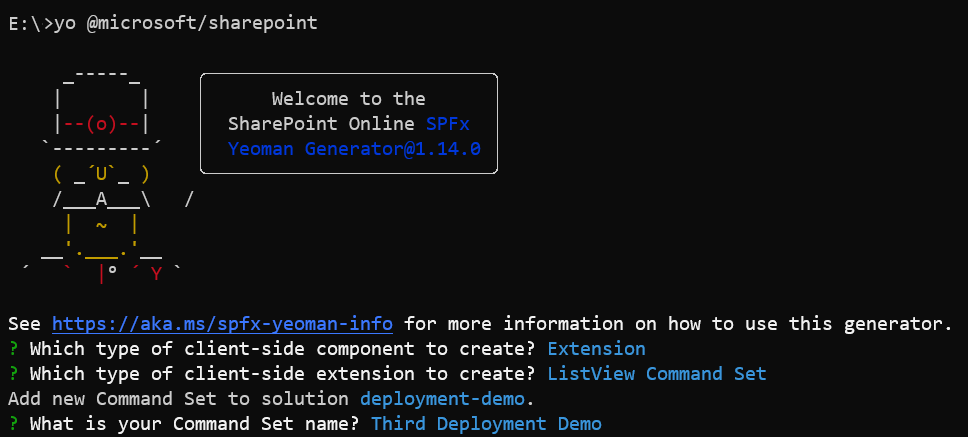 E:\>yo @microsoft/sharepoint
Welcome to the
SharePoint Online SPFx
Yeoman Generator@1.14.0
See https://aka.ms/spfx-yeoman-info for more information on how to use this generator.
? Which type of client-side component to create? Extension
? Which type of client-side extension to create? ListView Command Set
Add new Command Set to solution deployment-demo.
? What is your Command Set name? Third Deployment Demo